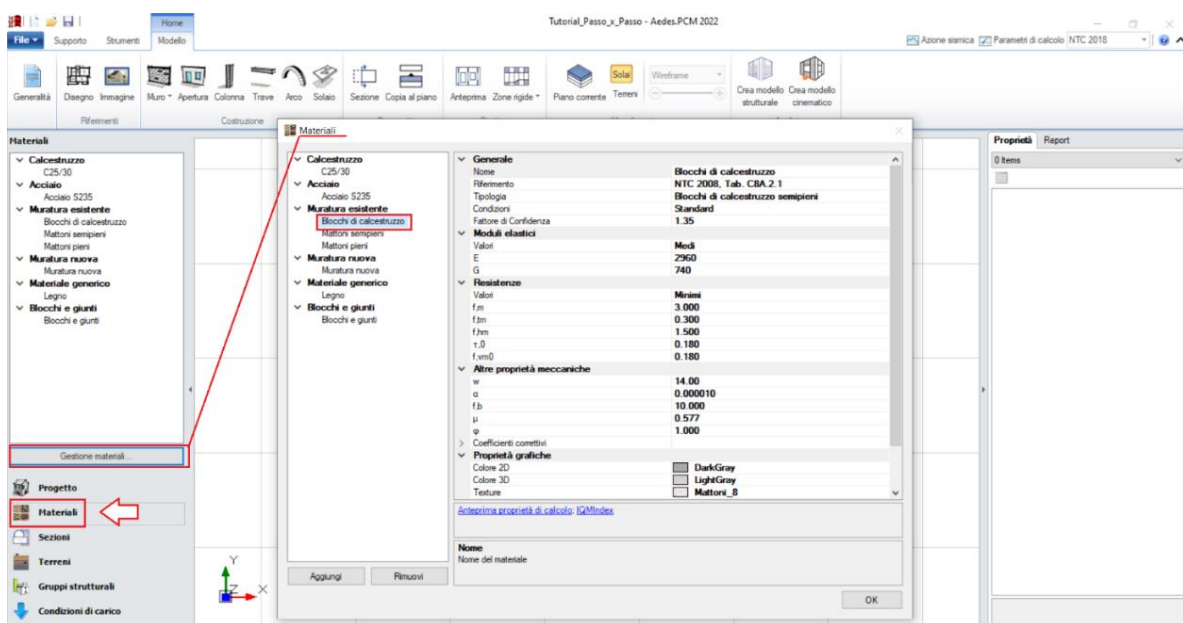 Tutorial_Passo_x_Passo - Aedes.PCM 2022
Home
File Supporto Strumenti Modello
Azione sismica Parametri di calcolo NTC 2018
Generalità Disegno Immagine Muro Apertura Colonna Trave Arco Solaio Sezione Copia al piano Anteprima Zone rigide Piano corrente Solai Terreni Wireframe Crea modello strutturale Crea modello cinematico
Riferimenti Costruzione
Materiali
Calcestruzzo
C25/30
Acciaio
Acciaio S235
Muratura esistente
Blocchi di calcestruzzo
Mattoni semipieni
Mattoni pieni
Muratura nuova
Muratura nuova
Materiale generico
Legno
Blocchi e giunti
Blocchi e giunti
Gestione materiali...
Progetto
Materiali
Sezioni
Terreni
Gruppi strutturali
Condizioni di carico
Y
Z X
Materiali
Calcestruzzo
C25/30
Acciaio
Acciaio S235
Muratura esistente
Blocchi di calcestruzzo
Mattoni semipieni
Mattoni pieni
Muratura nuova
Muratura nuova
Materiale generico
Legno
Blocchi e giunti
Blocchi e giunti
Aggiungi Rimuovi
Generale
Nome Blocchi di calcestruzzo
Riferimento NTC 2008, Tab. C8A.2.1
Tipologia Blocchi di calcestruzzo semipieni
Condizioni Standard
Fattore di Confidenza 1.35
Moduli elastici
Valori Medi
E 2960
G 740
Resistenze
Valori Minimi
f,m 3.000
f,tm 0.300
f,hm 1.500
τ,0 0.180
f,vm0 0.180
Altre proprietà meccaniche
w 14.00
α 0.000010
f,b 10.000
μ 0.577
φ 1.000
Coefficienti correttivi
Proprietà grafiche
Colore 2D DarkGray
Colore 3D LightGray
Texture Mattoni_8
Anteprima proprietà di calcolo; IQMIndex
Nome
Nome del materiale
OK
Proprietà Report
0 Items